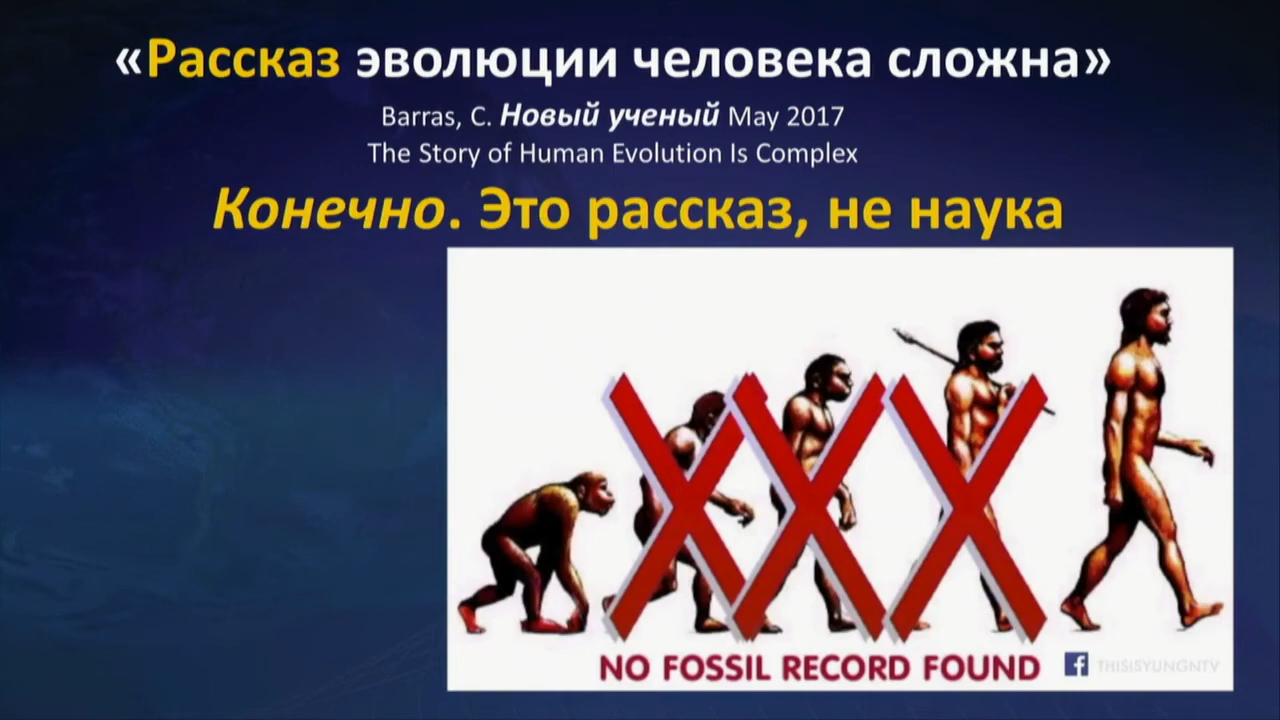 «Рассказ эволюции человека сложна»
Barras, C. Новый ученый May 2017
The Story of Human Evolution Is Complex
Конечно. Это рассказ, не наука
NO FOSSIL RECORD FOUND
THISISYUNGNTV